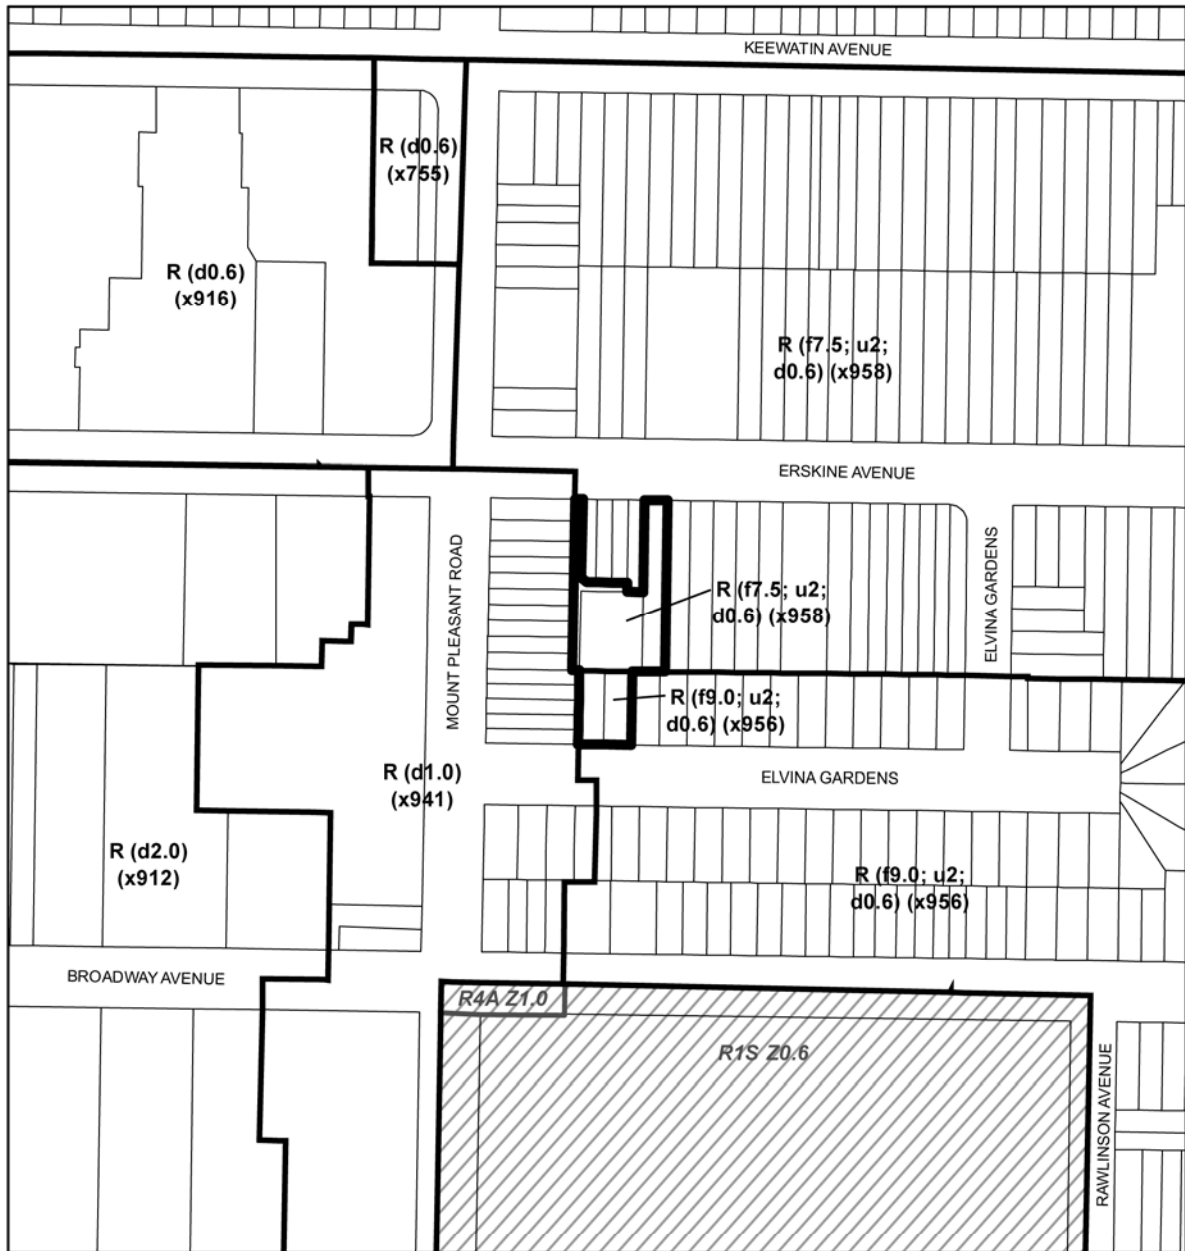 KEEWATIN AVENUE
R (d0.6)
(x755)
R (d0.6)
(x916)
R (f7.5; u2;
d0.6) (x958)
ERSKINE AVENUE
MOUNT PLEASANT ROAD
ELVINA GARDENS
R (f7.5; u2;
d0.6) (x958)
R (f9.0; u2;
d0.6) (x956)
R (d1.0)
(x941)
ELVINA GARDENS
R (d2.0)
(x912)
R (f9.0; u2;
d0.6) (x956)
BROADWAY AVENUE
R4A Z1.0
R1S Z0.6
RAWLINSON AVENUE